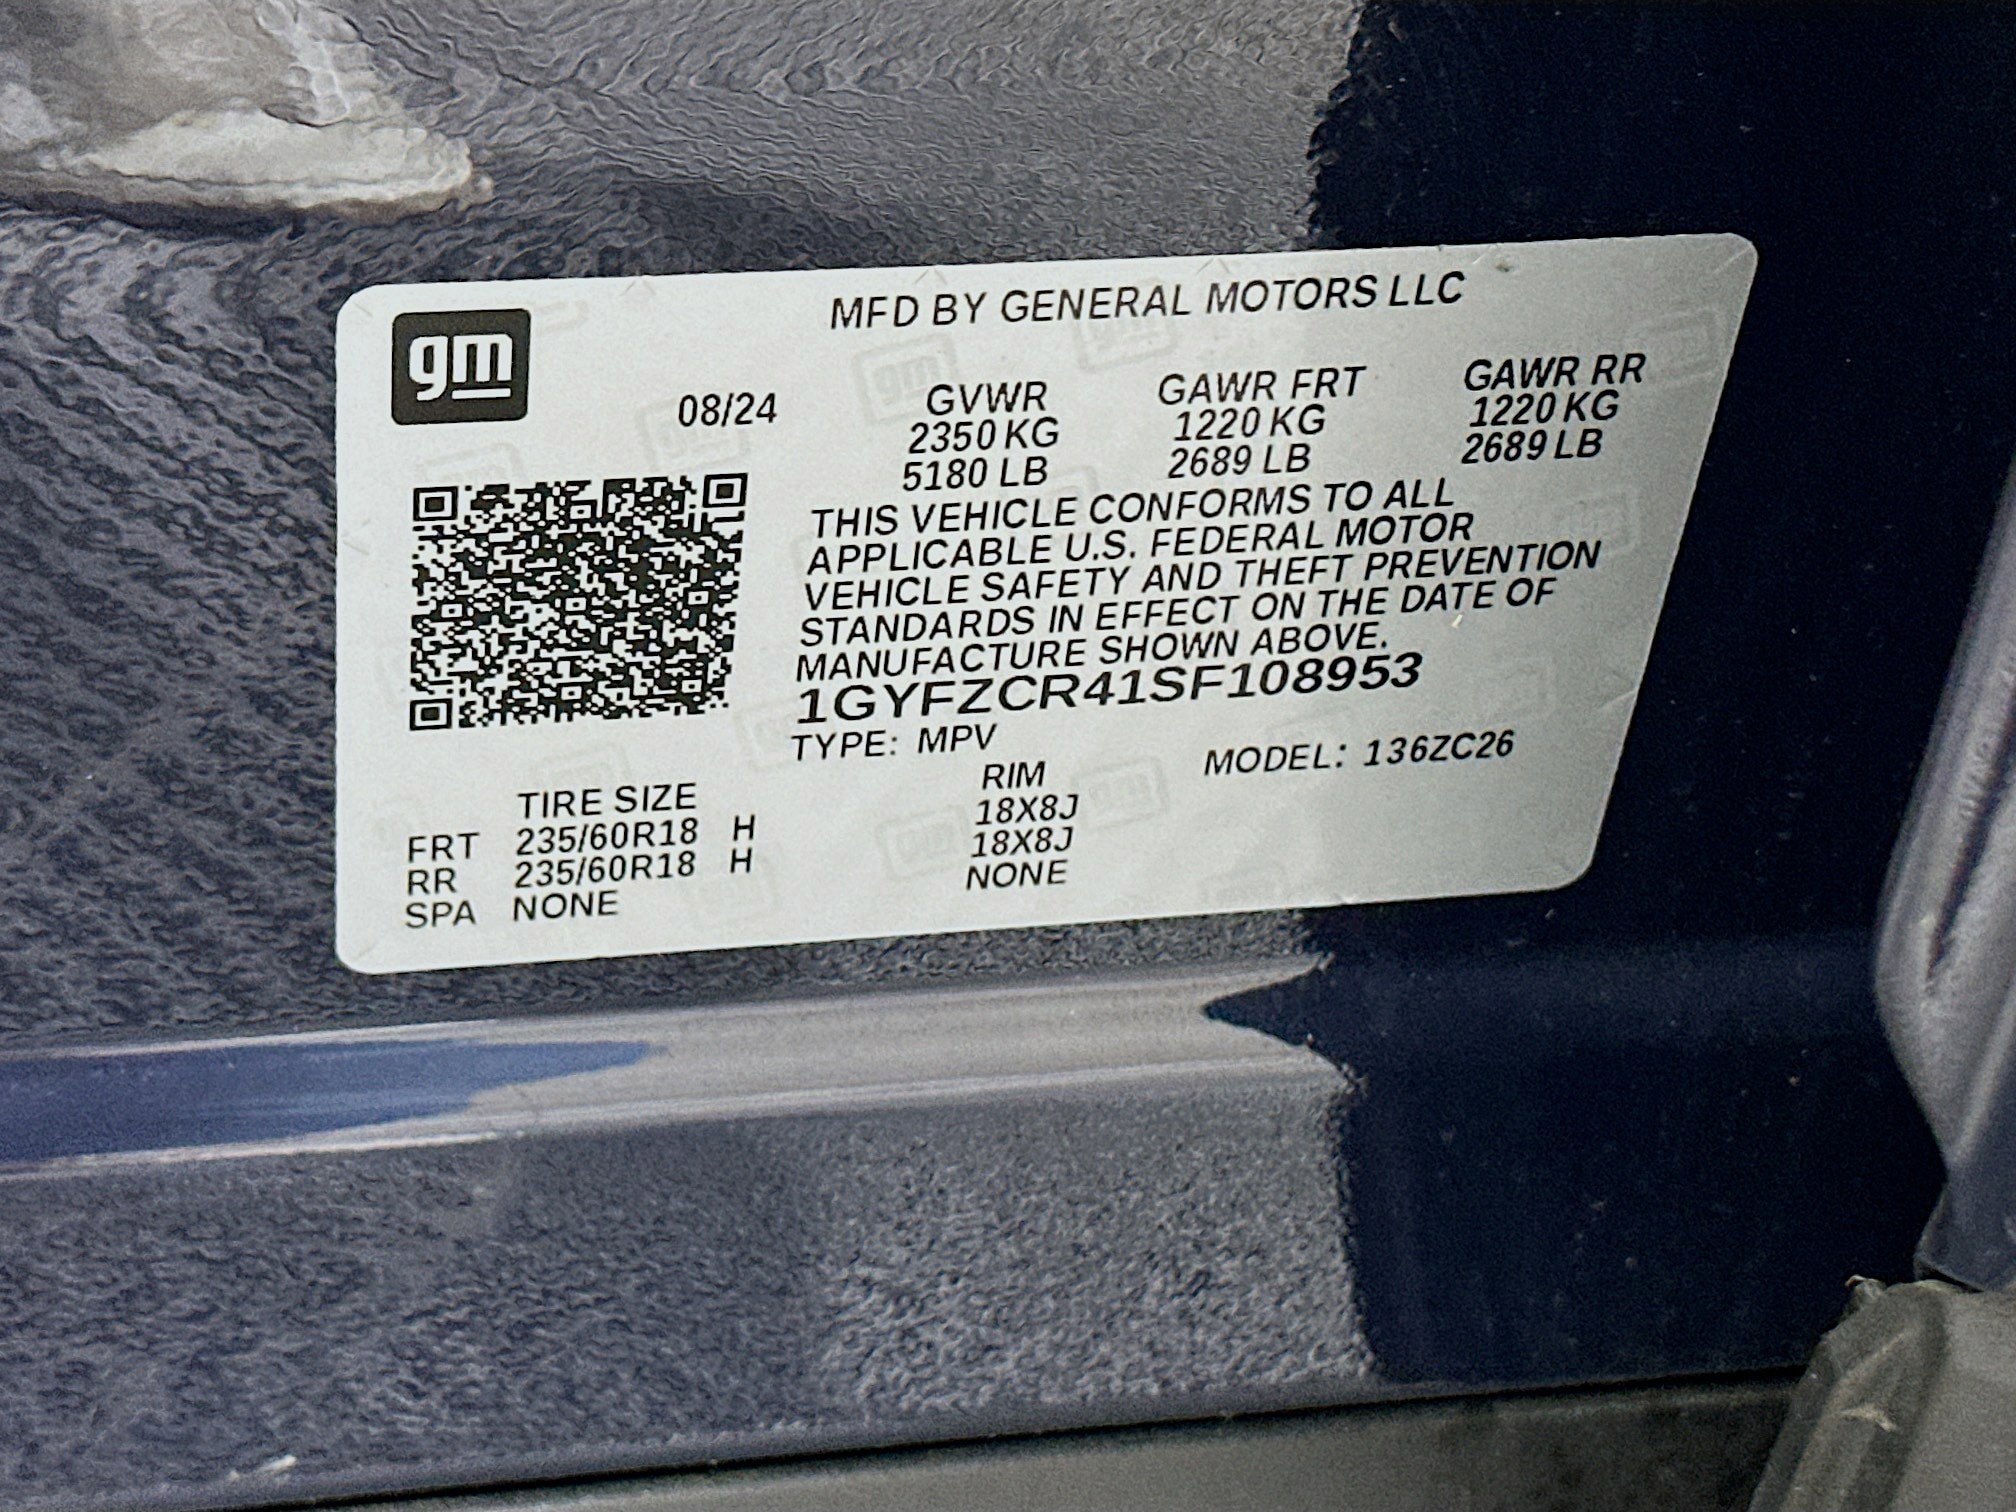 gm
MFD BY GENERAL MOTORS LLC
08/24 GVWR GAWR FRT GAWR RR
2350 KG 1220 KG 1220 KG
5180 LB 2689 LB 2689 LB
THIS VEHICLE CONFORMS TO ALL
APPLICABLE U.S. FEDERAL MOTOR
VEHICLE SAFETY AND THEFT PREVENTION
STANDARDS IN EFFECT ON THE DATE OF
MANUFACTURE SHOWN ABOVE.
1GYFZCR41SF108953
TYPE: MPV MODEL: 136ZC26
TIRE SIZE RIM
FRT 235/60R18 H 18X8J
RR 235/60R18 H 18X8J
SPA NONE NONE